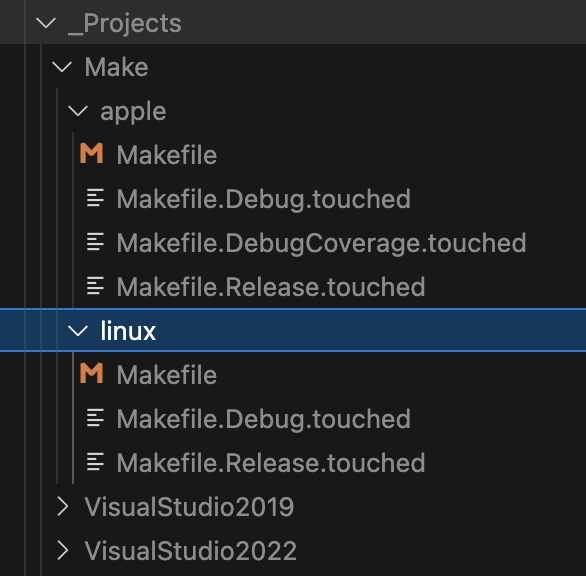 _Projects
Make
apple
Makefile
Makefile.Debug.touched
Makefile.DebugCoverage.touched
Makefile.Release.touched
linux
Makefile
Makefile.Debug.touched
Makefile.Release.touched
VisualStudio2019
VisualStudio2022